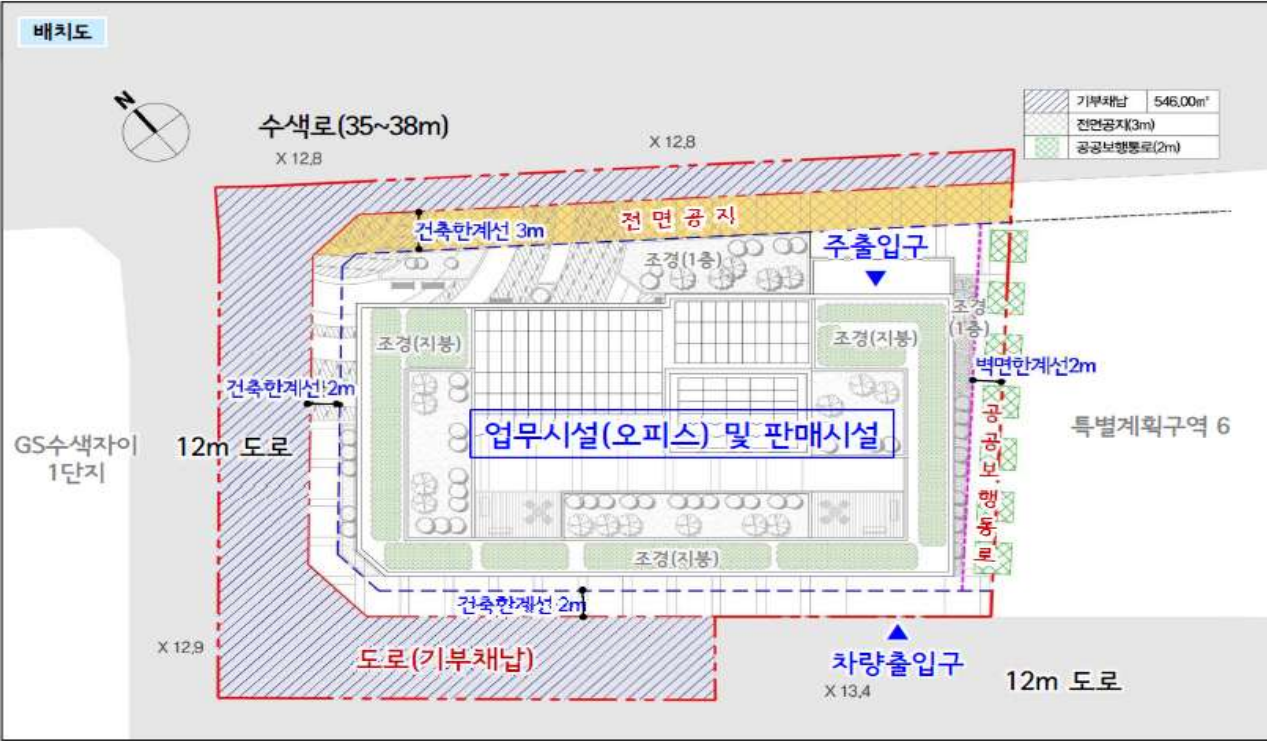 배치도
N
수색로(35~38m)
X 12,8
X 12,8
기부채납 546.00㎡
전면공지(3m)
공공보행통로(2m)
건축한계선 3m
전 면 공 지
조경(1층)
주출입구
조경
(1층)
조경(지붕)
조경(지붕)
벽면한계선2m
건축한계선 2m
GS수색자이
1단지
12m 도로
업무시설(오피스) 및 판매시설
특별계획구역 6
공공보행통로
조경(지붕)
건축한계선 2m
X 12,9
도로(기부채납)
차량출입구
X 13,4
12m 도로